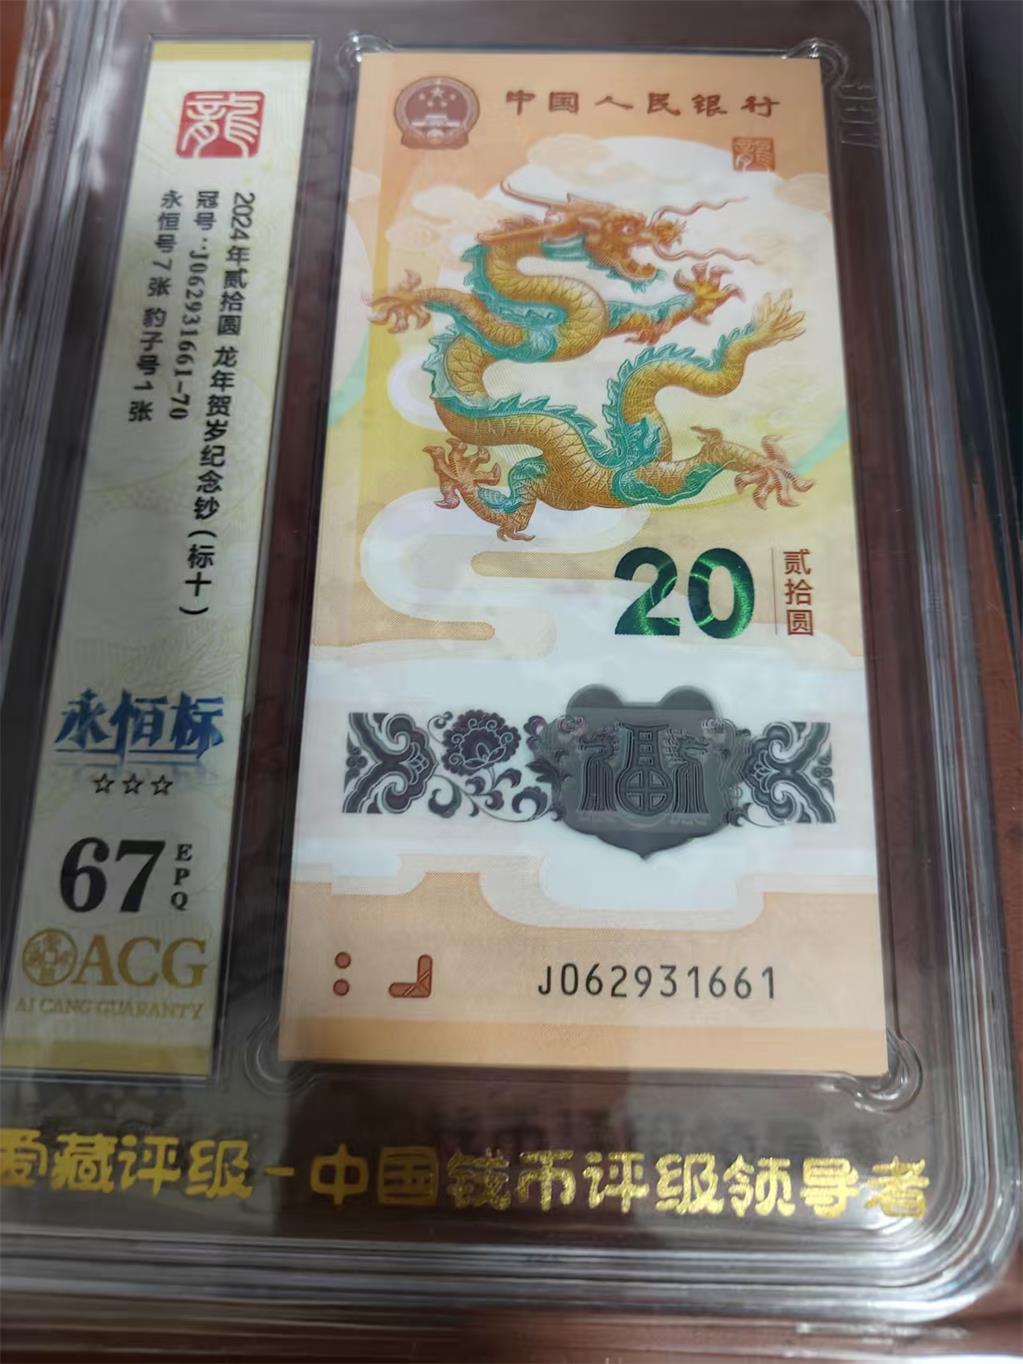 龍
2024年贰拾圆 龙年贺岁纪念钞(标十)
冠号:J062931661-70
永恒号7张 豹子号1张
永恒标
☆☆☆
67
EPQ
ACG
AI CANG GUARANTY
中国人民银行
龍
20
贰拾圆
福
J062931661
爱藏评级-中国钱币评级领导者